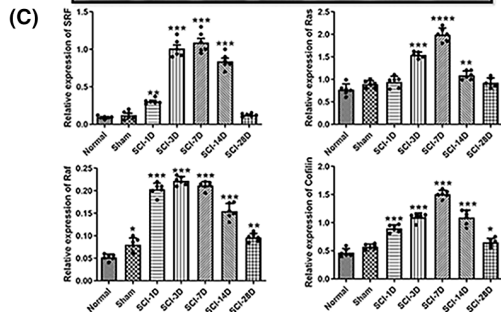 (C)
Relative expression of SRF
1.5
1.0
0.5
0.0
**
***
***
***
Normal
Sham
SCI-1D
SCI-3D
SCI-7D
SCI-14D
SCI-28D
Relative expression of Ras
2.5
2.0
1.5
1.0
0.5
0.0
***
****
**
Normal
Sham
SCI-1D
SCI-3D
SCI-7D
SCI-14D
SCI-28D
Relative expression of Raf
0.25
0.20
0.15
0.10
0.05
0.00
*
***
***
***
***
**
Normal
Sham
SCI-1D
SCI-3D
SCI-7D
SCI-14D
SCI-28D
Relative expression of Cofilin
2.0
1.5
1.0
0.5
0.0
***
***
***
***
*
Normal
Sham
SCI-1D
SCI-3D
SCI-7D
SCI-14D
SCI-28D